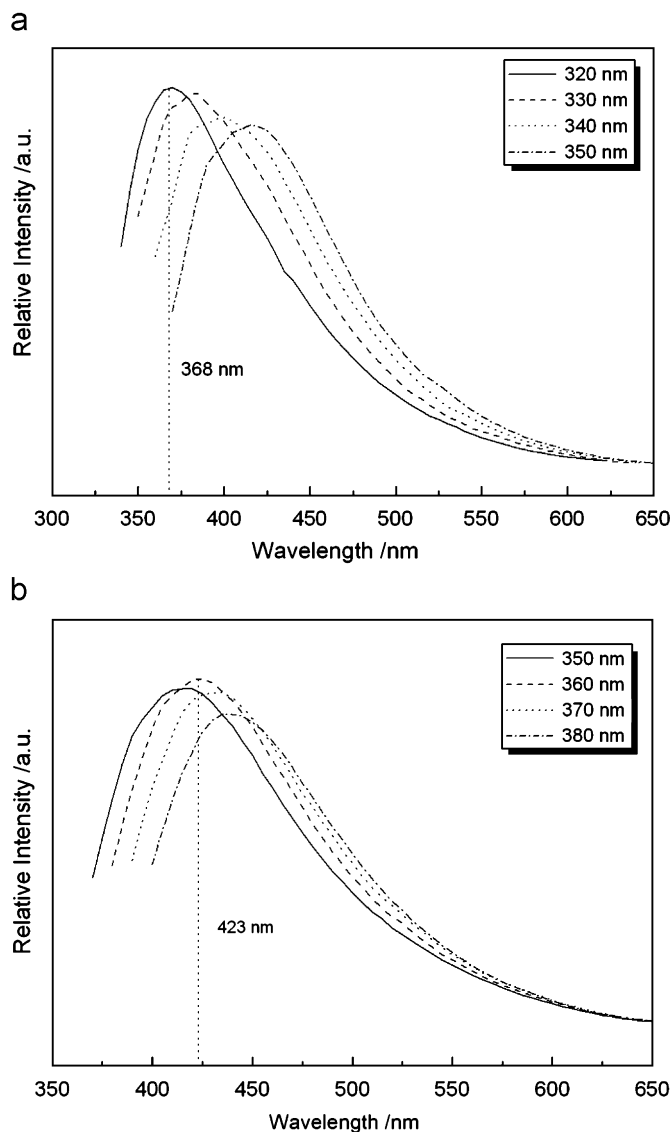 a
Relative Intensity /a.u.
320 nm
330 nm
340 nm
350 nm
368 nm
300 350 400 450 500 550 600 650
Wavelength /nm
b
Relative Intensity /a.u.
350 nm
360 nm
370 nm
380 nm
423 nm
350 400 450 500 550 600 650
Wavelength /nm